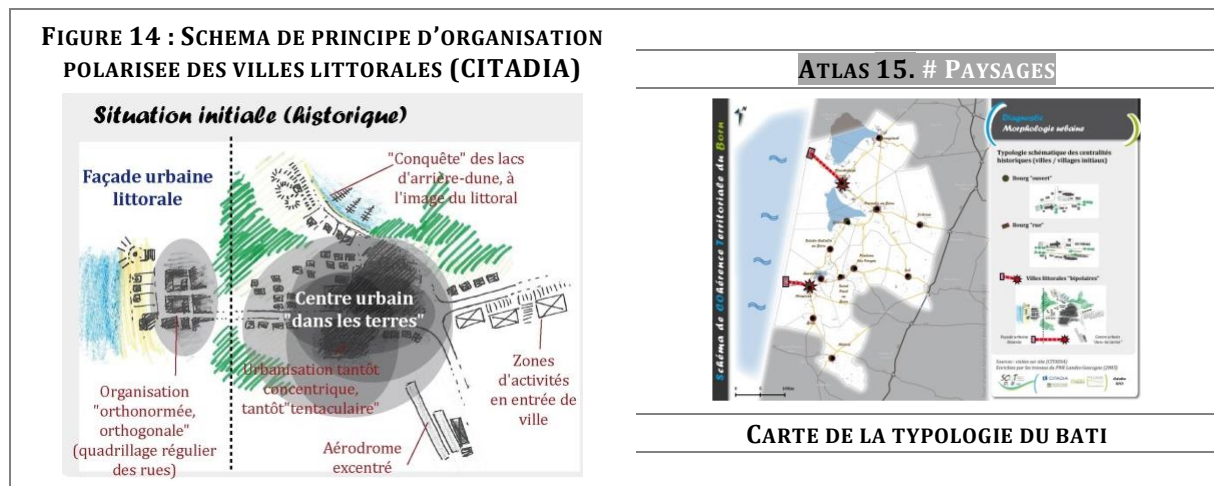 FIGURE 14 : SCHEMA DE PRINCIPE D'ORGANISATION
POLARISEE DES VILLES LITTORALES (CITADIA)
Situation initiale (historique)
Façade urbaine
littorale
"Conquête" des lacs
d'arrière-dune, à
l'image du littoral
Centre urbain
"dans les terres"
Urbanisation tantôt
concentrique,
tantôt"tentaculaire"
Zones
d'activités
en entrée de
ville
Organisation
"orthonormée,
orthogonale"
(quadrillage régulier
des rues)
Aérodrome
excentré
ATLAS 15. # PAYSAGES
Schéma de COhérence Territoriale du Born
N
Diagnostic
Morphologie urbaine
Typologie schématique des centralités
historiques (villes / villages initiaux)
Bourg "ouvert"
Bourg "rue"
Villes littorales "bipolaires"
CITADIA
CARTE DE LA TYPOLOGIE DU BATI